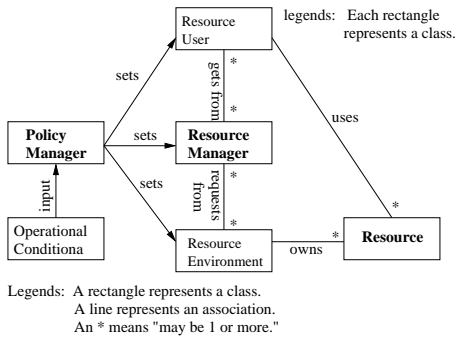 Resource
User
legends: Each rectangle
represents a class.
*
sets
gets from
uses
*
Policy
Manager
sets
Resource
Manager
*
input
sets
requests
from
*
*
Operational
Conditiona
Resource
Environment
*
owns
Resource
Legends: A rectangle represents a class.
A line represents an association.
An * means "may be 1 or more."